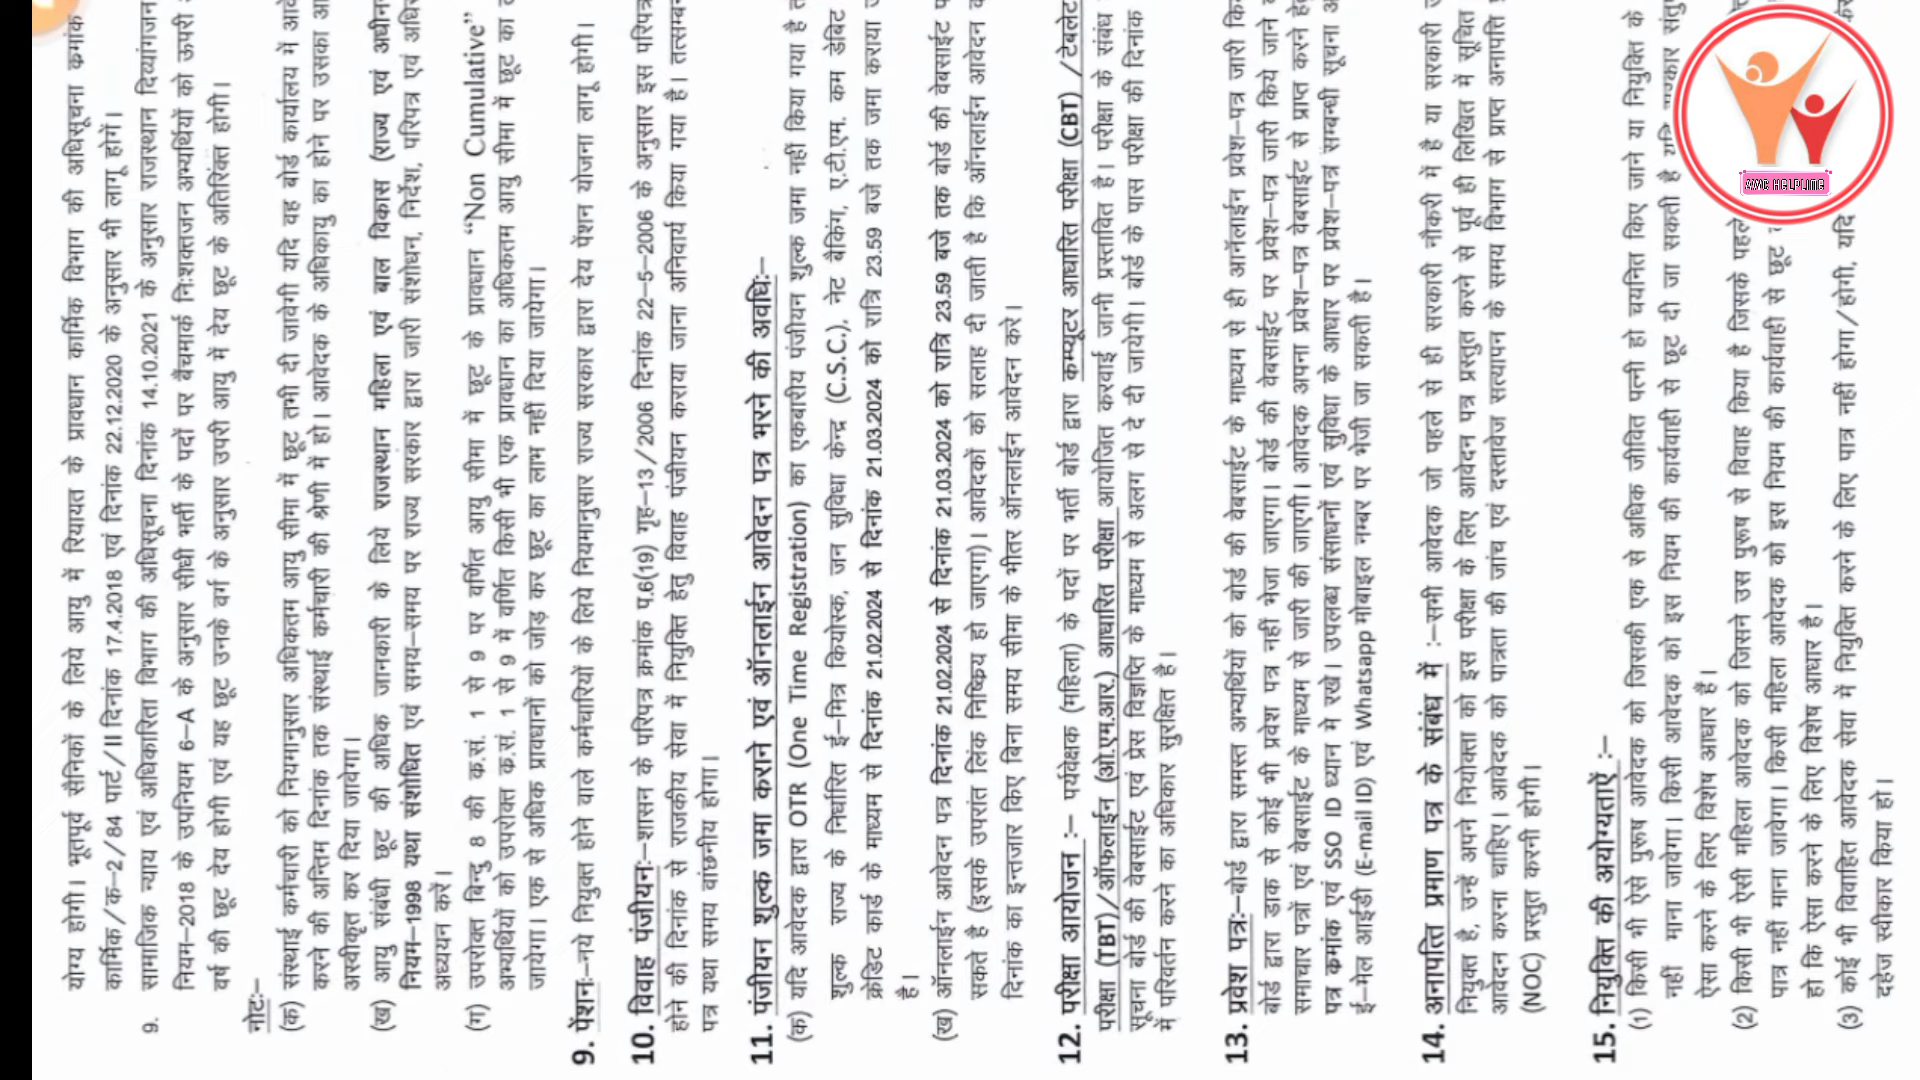 योग्य होगी। भूतपूर्व सैनिकों के लिये आयु में रियायत के प्रावधान कार्मिक विभाग की अधिसूचना क्रमांक
कार्मिक/क–2/84 पार्ट/II दिनांक 17.4.2018 एवं दिनांक 22.12.2020 के अनुसार भी लागू होगें।
9. सामाजिक न्याय एवं अधिकारिता विभाग की अधिसूचना दिनांक 14.10.2021 के अनुसार राजस्थान दिव्यांगजन
नियम–2018 के उपनियम 6–A के अनुसार सीधी भर्ती के पदों पर बैंचमार्क नि:शक्तजन अभ्यर्थियों को ऊपरी
वर्ष की छूट देय होगी एवं यह छूट उनके वर्ग के अनुसार उपरी आयु में देय छूट के अतिरिक्त होगी।
नोट:–
(क) संस्थाई कर्मचारी को नियमानुसार अधिकतम आयु सीमा में छूट तभी दी जावेगी यदि वह बोर्ड कार्यालय में
करने की अन्तिम दिनांक तक संस्थाई कर्मचारी की श्रेणी में हो। आवेदक के अधिकायु का होने पर उसका
अस्वीकृत कर दिया जावेगा।
(ख) आयु संबंधी छूट की अधिक जानकारी के लिये राजस्थान महिला एवं बाल विकास (राज्य एवं अधीन
नियम–1998 यथा संशोधित एवं समय–समय पर राज्य सरकार द्वारा जारी संशोधन, निर्देश, परिपत्र एवं
अध्ययन करें।
(ग) उपरोक्त बिन्दु 8 की क.सं. 1 से 9 पर वर्णित आयु सीमा में छूट के प्रावधान “Non Cumulative”
अभ्यर्थियों को उपरोक्त क.सं. 1 से 9 में वर्णित किसी भी एक प्रावधान का अधिकतम आयु सीमा में छूट का
जायेगा। एक से अधिक प्रावधानों को जोड़ कर छूट का लाभ नहीं दिया जायेगा।
9. पेंशन:–नये नियुक्त होने वाले कर्मचारियों के लिये नियमानुसार राज्य सरकार द्वारा देय पेंशन योजना लागू होगी।
10. विवाह पंजीयन:–शासन के परिपत्र क्रमांक प.6(19) गृह–13/2006 दिनांक 22–5–2006 के अनुसार इस परिपत्र
होने की दिनांक से राजकीय सेवा में नियुक्ति हेतु विवाह पंजीयन कराया जाना अनिवार्य किया गया है।
पत्र यथा समय वांछनीय होगा।
11. पंजीयन शुल्क जमा कराने एवं ऑनलाईन आवेदन पत्र भरने की अवधि:–
(क) यदि आवेदक द्वारा OTR (One Time Registration) का एकबारीय पंजीयन शुल्क जमा नहीं किया गया है
शुल्क राज्य के निर्धारित ई–मित्र कियोस्क, जन सुविधा केन्द्र (C.S.C.), नेट बैंकिंग, ए.टी.एम. कम डेबिट
क्रेडिट कार्ड के माध्यम से दिनांक 21.02.2024 से दिनांक 21.03.2024 को रात्रि 23.59 बजे तक जमा कराया
है।
(ख) ऑनलाईन आवेदन पत्र दिनांक 21.02.2024 से दिनांक 21.03.2024 को रात्रि 23.59 बजे तक बोर्ड की वेबसाईट
सकते है (इसके उपरांत लिंक निष्क्रिय हो जाएगा)। आवेदकों को सलाह दी जाती है कि ऑनलाईन आवेदन
दिनांक का इन्तजार किए बिना समय सीमा के भीतर ऑनलाईन आवेदन करे।
12. परीक्षा आयोजन :– पर्यवेक्षक (महिला) के पदों पर भर्ती बोर्ड द्वारा कम्प्यूटर आधारित परीक्षा (CBT) /टेबलेट
परीक्षा (TBT)/ऑफलाईन (ओ.एम.आर.) आधारित परीक्षा आयोजित करवाई जानी प्रस्तावित है। परीक्षा के संबंध
सूचना बोर्ड की वेबसाईट एवं प्रेस विज्ञप्ति के माध्यम से अलग से दे दी जायेगी। बोर्ड के पास परीक्षा की दिनांक
में परिवर्तन करने का अधिकार सुरक्षित है।
13. प्रवेश पत्र:–बोर्ड द्वारा समस्त अभ्यर्थियों को बोर्ड की वेबसाईट के माध्यम से ही ऑनलाईन प्रवेश–पत्र जारी
बोर्ड द्वारा डाक से कोई भी प्रवेश पत्र नहीं भेजा जाएगा। बोर्ड की वेबसाईट पर प्रवेश–पत्र जारी किये जाने
समाचार पत्रों एवं वेबसाईट के माध्यम से जारी की जाएगी। आवेदक अपना प्रवेश–पत्र वेबसाईट से प्राप्त करने
पत्र क्रमांक एवं SSO ID ध्यान मे रखे। उपलब्ध संसाधनों एवं सुविधा के आधार पर प्रवेश–पत्र सम्बन्धी सूचना
ई–मेल आईडी (E-mail ID) एवं Whatsapp मोबाइल नम्बर पर भेजी जा सकती है।
14. अनापत्ति प्रमाण पत्र के संबंध में :–सभी आवेदक जो पहले से ही सरकारी नौकरी में है या सरकारी
नियुक्त है, उन्हें अपने नियोक्ता को इस परीक्षा के लिए आवेदन पत्र प्रस्तुत करने से पूर्व ही लिखित में सूचित
आवेदन करना चाहिए। आवेदक को पात्रता की जांच एवं दस्तावेज सत्यापन के समय विभाग से प्राप्त अनापत्ति
(NOC) प्रस्तुत करनी होगी।
15. नियुक्ति की अयोग्यताऐं :–
(1) किसी भी ऐसे पुरूष आवेदक को जिसकी एक से अधिक जीवित पत्नी हो चयनित किए जाने या नियुक्ति के
नहीं माना जावेगा। किसी आवेदक को इस नियम की कार्यवाही से छूट दी जा सकती है
ऐसा करने के लिए विशेष आधार हैं।
(2) किसी भी ऐसी महिला आवेदक को जिसने उस पुरूष से विवाह किया है जिसके पहले
पात्र नहीं माना जावेगा। किसी महिला आवेदक को इस नियम की कार्यवाही से छूट
हो कि ऐसा करने के लिए विशेष आधार है।
(3) कोई भी विवाहित आवेदक सेवा में नियुक्ति करने के लिए पात्र नहीं होगा/होगी, यदि
दहेज स्वीकार किया हो।
AWC HELPLINE